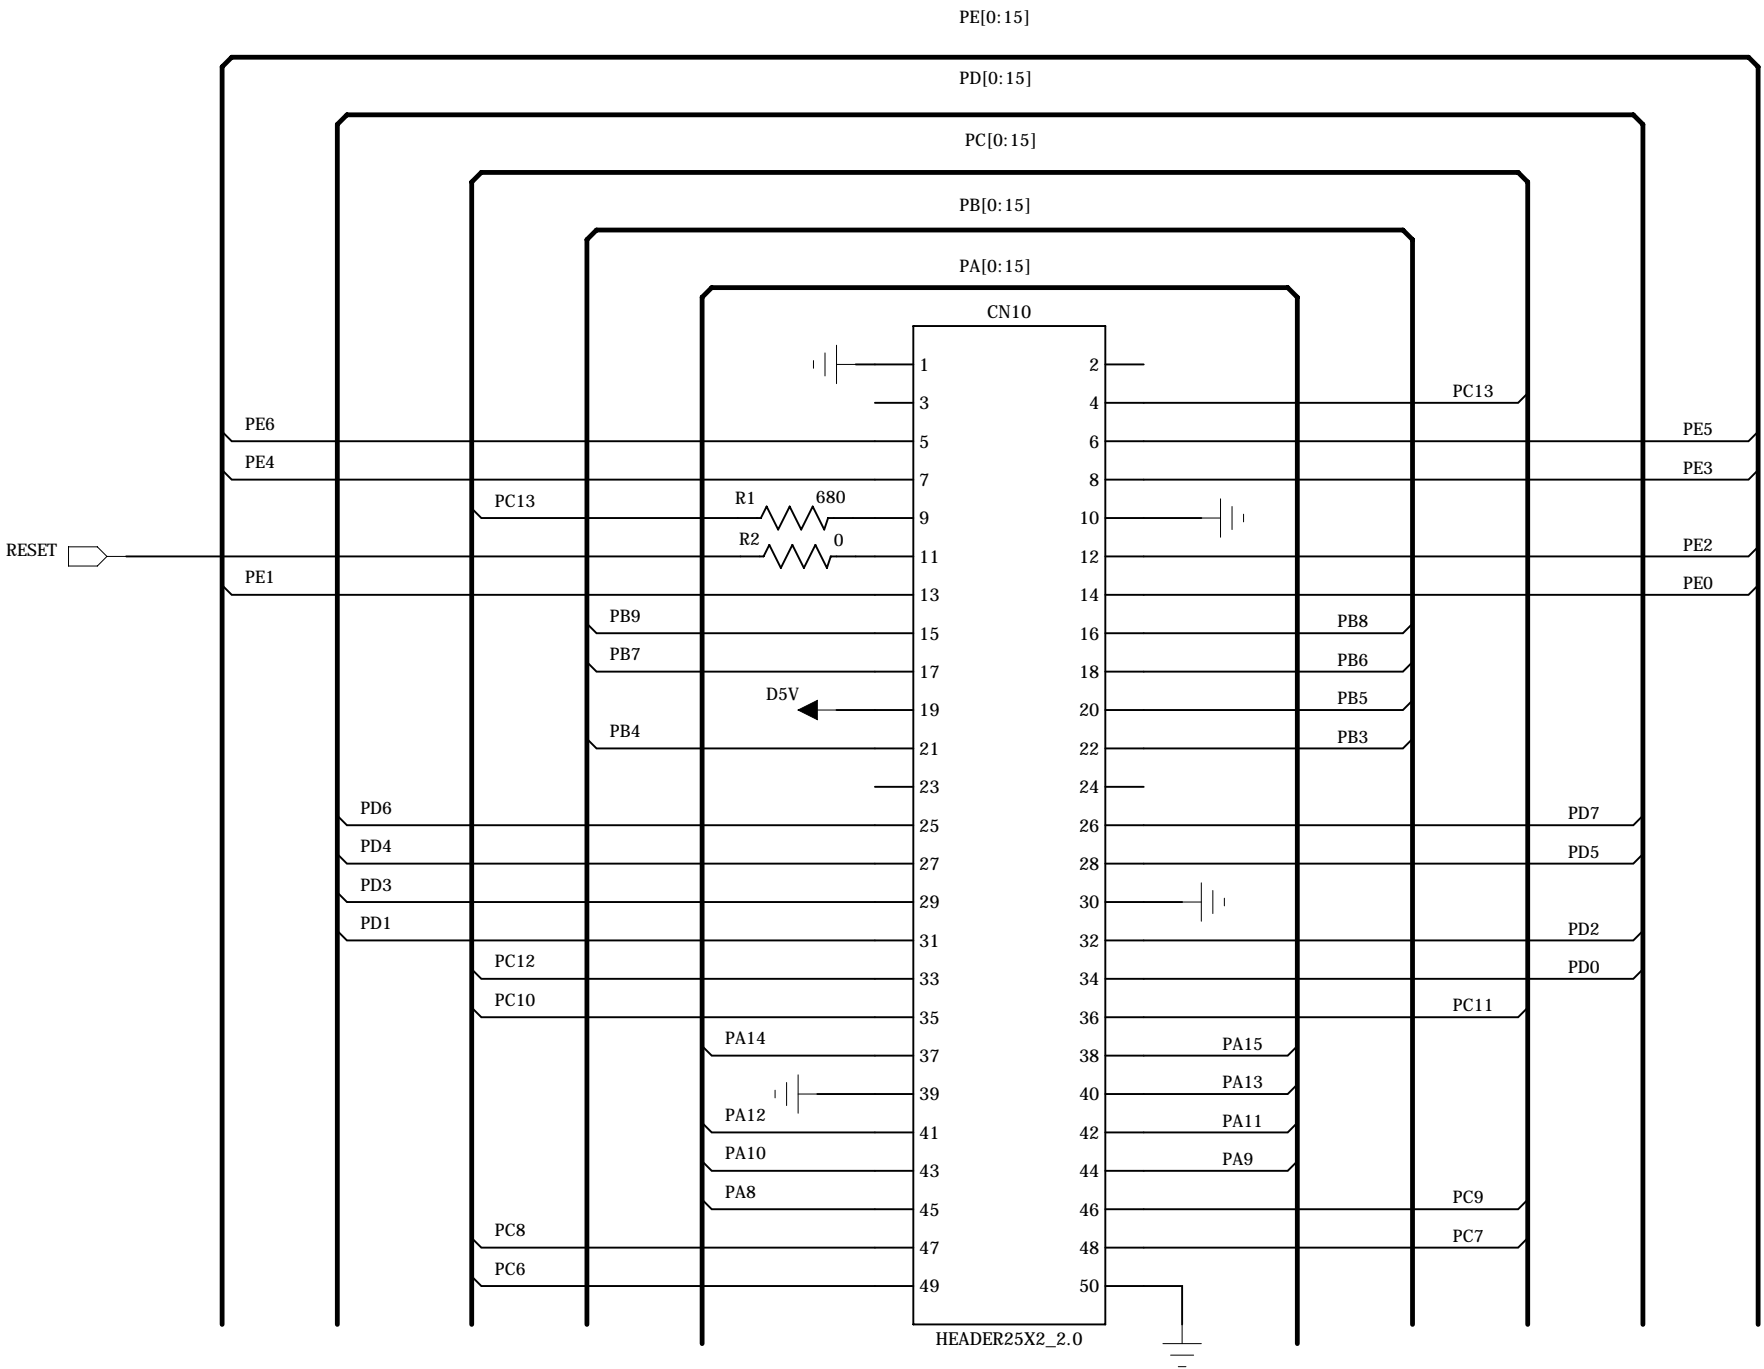 PE[0:15]
PD[0:15]
PC[0:15]
PB[0:15]
PA[0:15]
CN10
1 2
3 4 PC13
PE6 5 6 PE5
PE4 7 8 PE3
PC13 R1 680 9 10
RESET R2 0 11 12 PE2
PE1 13 14 PE0
PB9 15 16 PB8
PB7 17 18 PB6
D5V 19 20 PB5
PB4 21 22 PB3
23 24
PD6 25 26 PD7
PD4 27 28 PD5
PD3 29 30
PD1 31 32 PD2
PC12 33 34 PD0
PC10 35 36 PC11
PA14 37 38 PA15
39 40 PA13
PA12 41 42 PA11
PA10 43 44 PA9
PA8 45 46 PC9
PC8 47 48 PC7
PC6 49 50
HEADER25X2_2.0